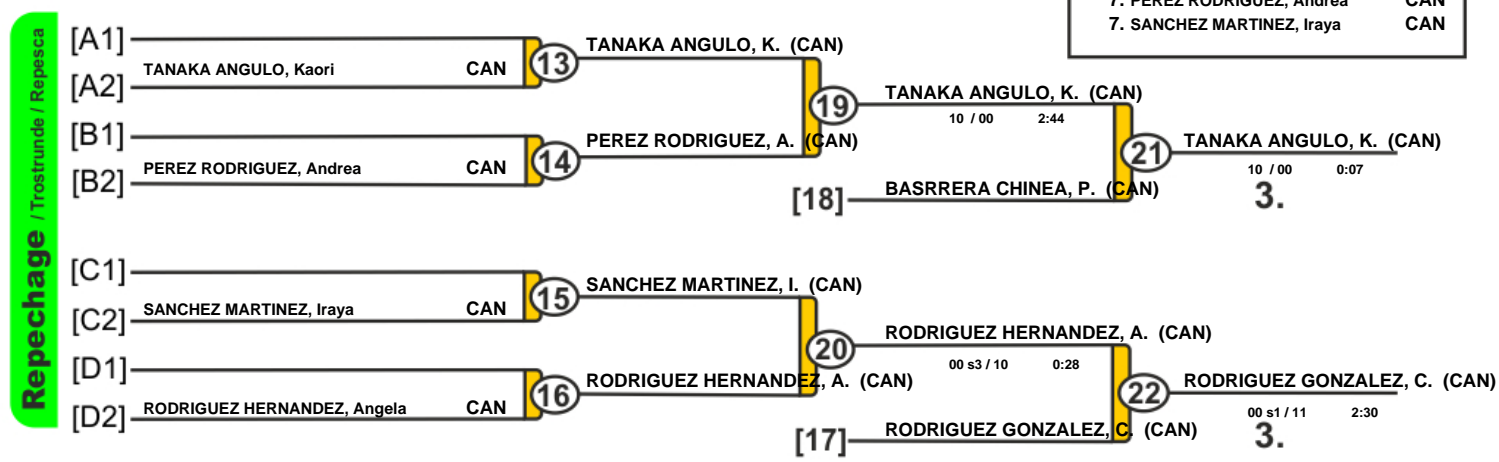 7. PEREZ RODRIGUEZ, Andrea CAN
7. SANCHEZ MARTINEZ, Iraya CAN
Repechage / Trostrunde / Repesca
[A1]
TANAKA ANGULO, Kaori CAN
[A2]
13
TANAKA ANGULO, K. (CAN)
[B1]
PEREZ RODRIGUEZ, Andrea CAN
[B2]
14
PEREZ RODRIGUEZ, A. (CAN)
19
TANAKA ANGULO, K. (CAN)
10 / 00 2:44
[18]
BASRRERA CHINEA, P. (CAN)
21
TANAKA ANGULO, K. (CAN)
10 / 00 0:07
3.
[C1]
SANCHEZ MARTINEZ, Iraya CAN
[C2]
15
SANCHEZ MARTINEZ, I. (CAN)
[D1]
RODRIGUEZ HERNANDEZ, Angela CAN
[D2]
16
RODRIGUEZ HERNANDEZ, A. (CAN)
20
RODRIGUEZ HERNANDEZ, A. (CAN)
00 s3 / 10 0:28
[17]
RODRIGUEZ GONZALEZ, C. (CAN)
22
RODRIGUEZ GONZALEZ, C. (CAN)
00 s1 / 11 2:30
3.